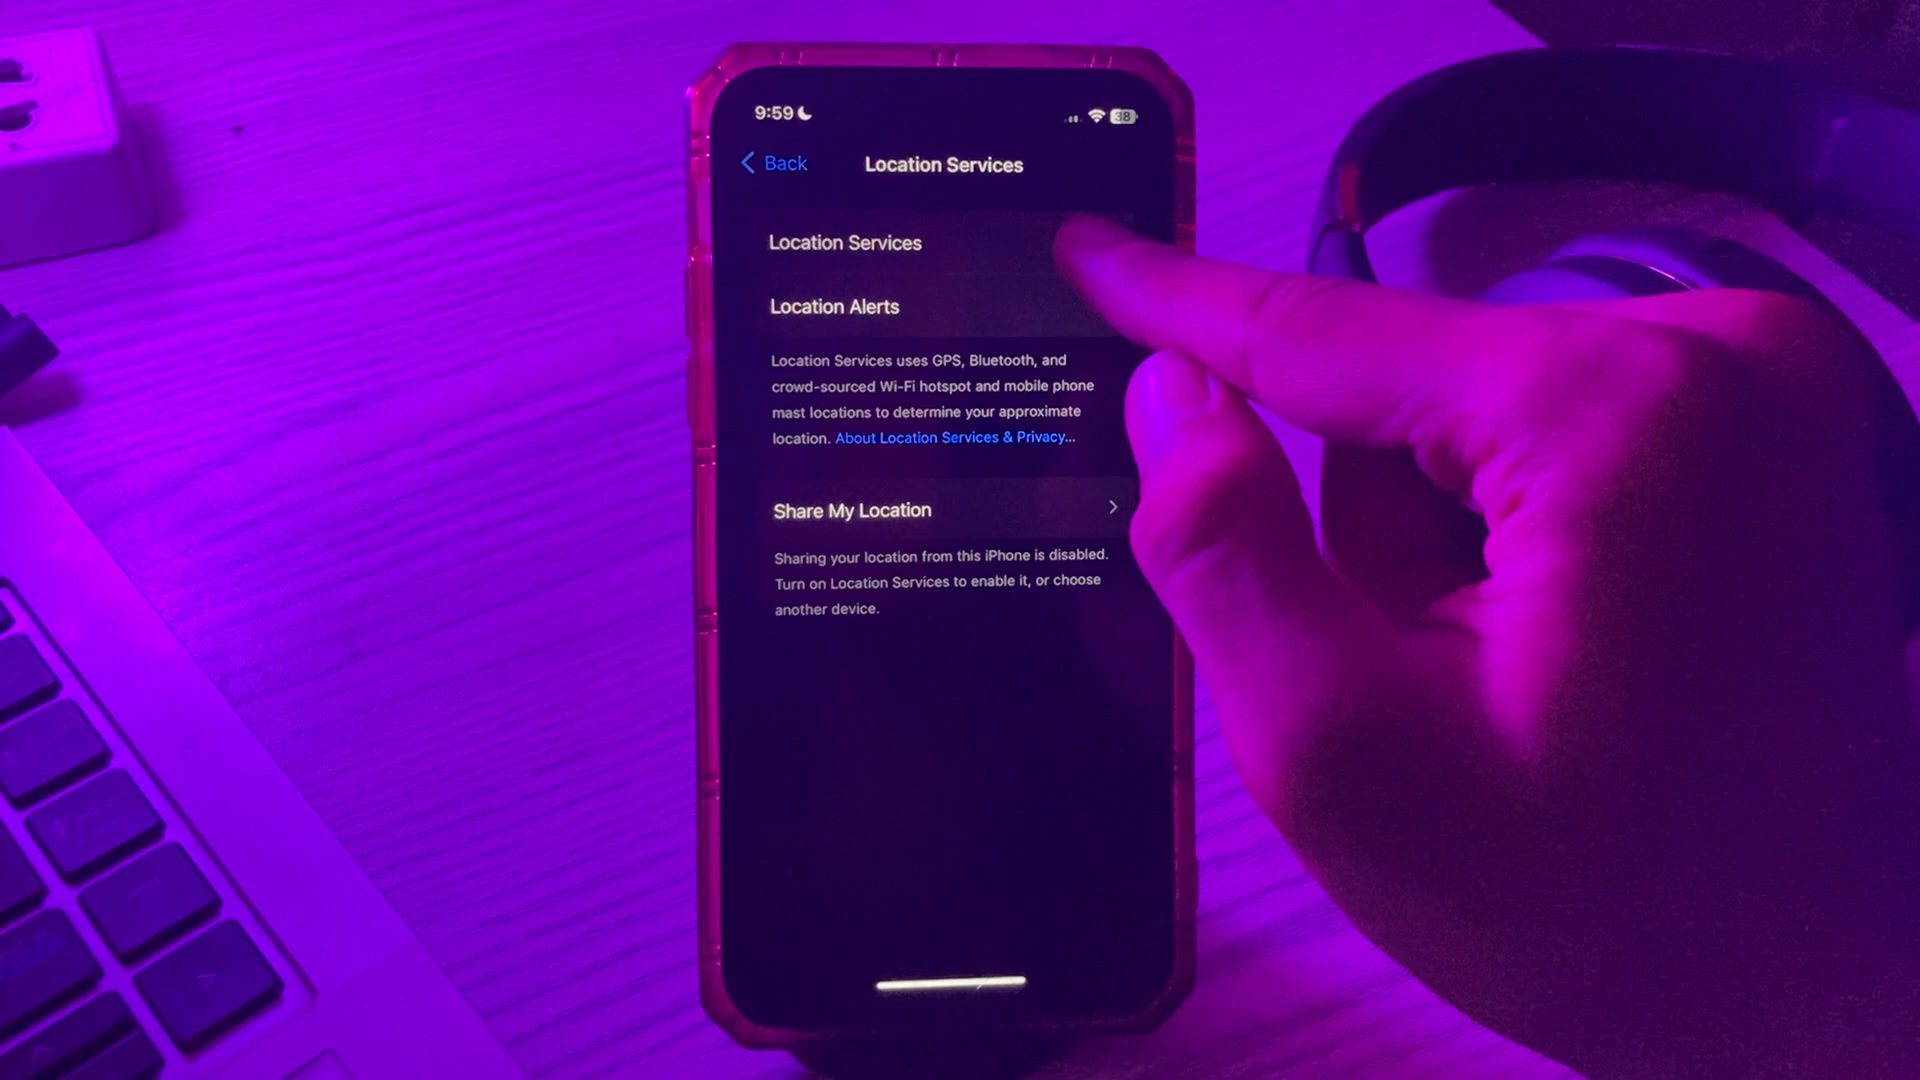 9:59
38
Back
Location Services
Location Services
Location Alerts
Location Services uses GPS, Bluetooth, and
crowd-sourced Wi-Fi hotspot and mobile phone
mast locations to determine your approximate
location. About Location Services & Privacy...
Share My Location
Sharing your location from this iPhone is disabled.
Turn on Location Services to enable it, or choose
another device.